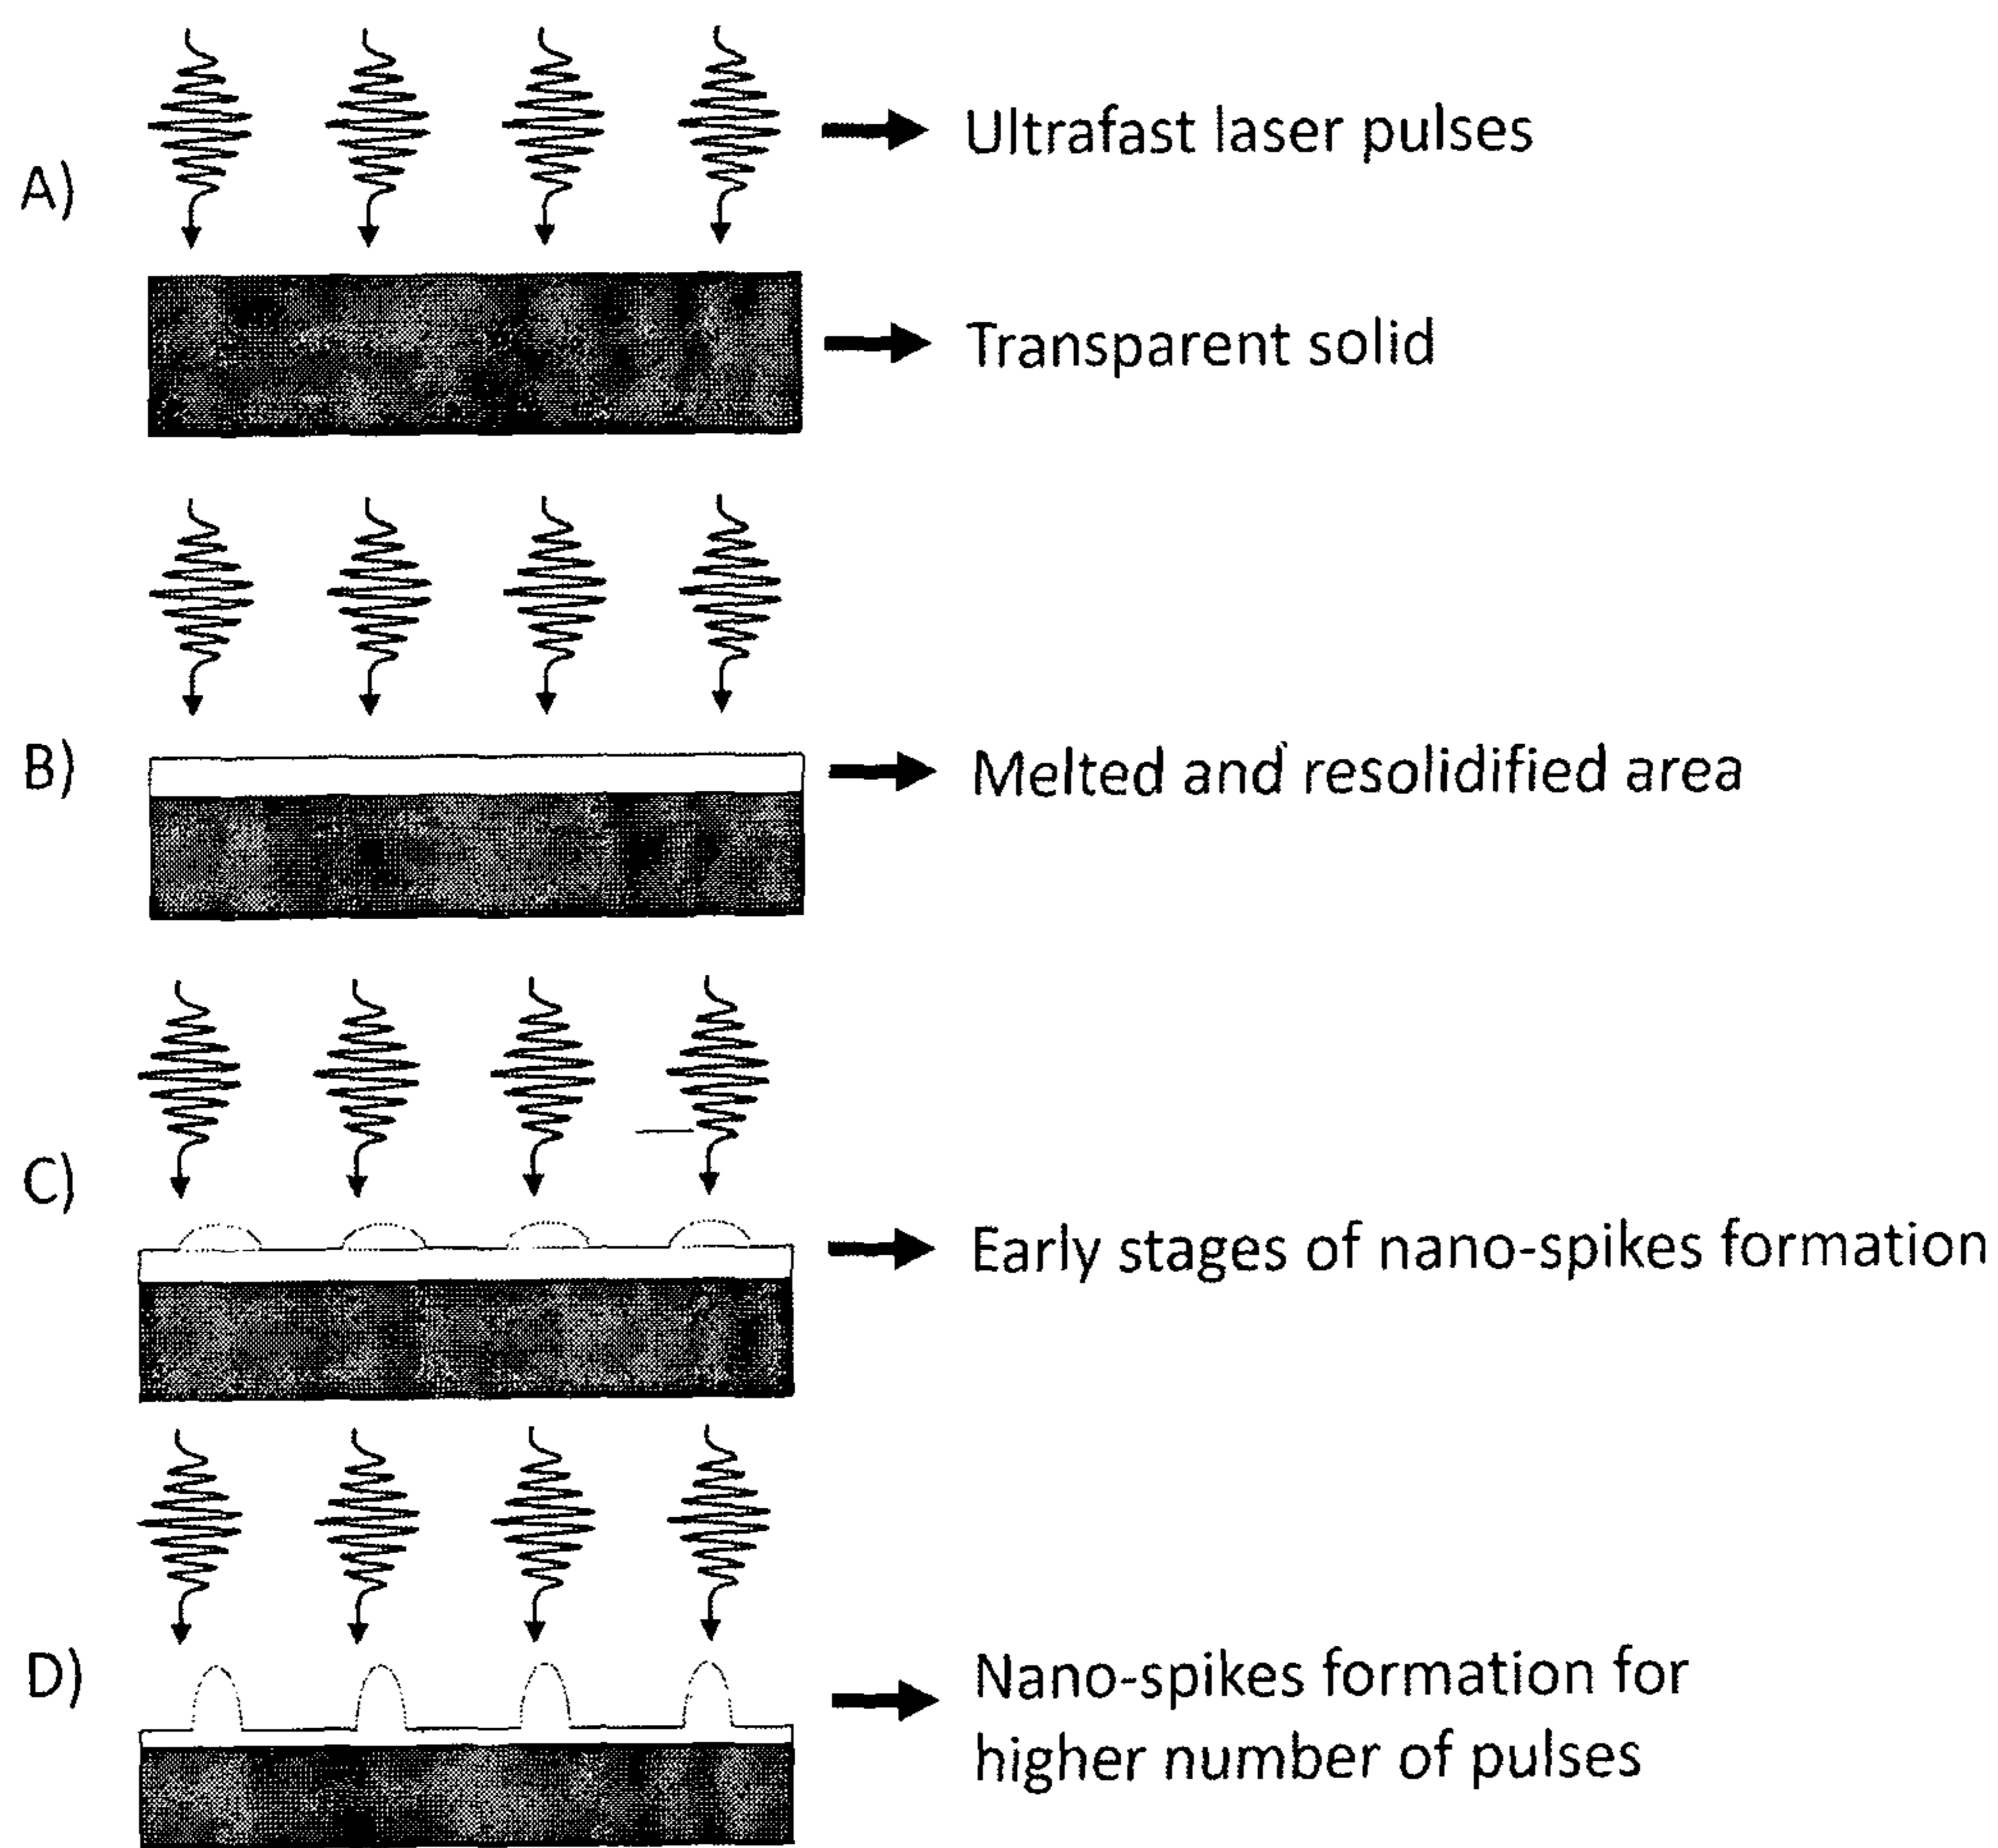 Ultrafast laser pulses
A)
Transparent solid
B)
Melted and resolidified area
C)
Early stages of nano-spikes formation
D)
Nano-spikes formation for
higher number of pulses